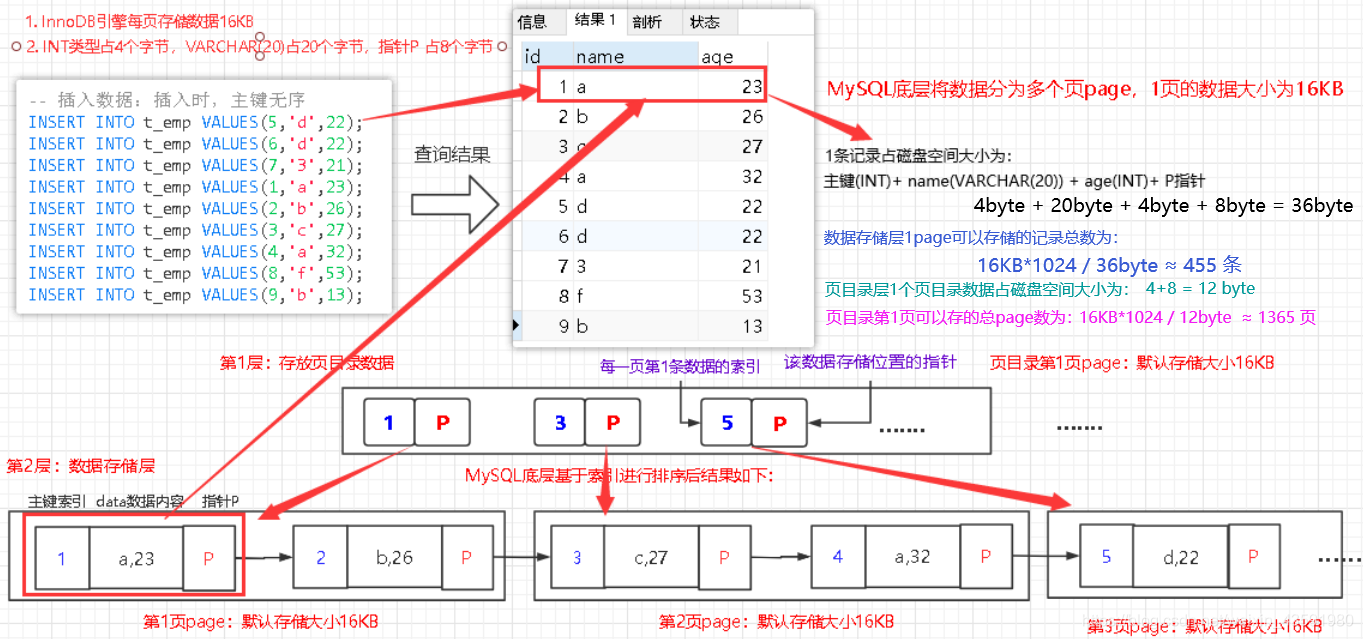 1. InnoDB引擎每页存储数据16KB
2. INT类型占4个字节，VARCHAR(20)占20个字节，指针P 占8个字节
-- 插入数据：插入时，主键无序
INSERT INTO t_emp VALUES(5,'d',22);
INSERT INTO t_emp VALUES(6,'d',22);
INSERT INTO t_emp VALUES(7,'3',21);
INSERT INTO t_emp VALUES(1,'a',23);
INSERT INTO t_emp VALUES(2,'b',26);
INSERT INTO t_emp VALUES(3,'c',27);
INSERT INTO t_emp VALUES(4,'a',32);
INSERT INTO t_emp VALUES(8,'f',53);
INSERT INTO t_emp VALUES(9,'b',13);
查询结果
信息 结果 1 剖析 状态
id name age
1 a 23
2 b 26
3 c 27
4 a 32
5 d 22
6 d 22
7 3 21
8 f 53
9 b 13
MySQL底层将数据分为多个页page，1页的数据大小为16KB
1条记录占磁盘空间大小为：
主键(INT)+ name(VARCHAR(20)) + age(INT)+ P指针
4byte + 20byte + 4byte + 8byte = 36byte
数据存储层1page可以存储的记录总数为：
16KB*1024 / 36byte ≈ 455 条
页目录层1个页目录数据占磁盘空间大小为： 4+8 = 12 byte
页目录第1页可以存的总page数为：16KB*1024 / 12byte ≈ 1365 页
第1层：存放页目录数据
每一页第1条数据的索引
该数据存储位置的指针
页目录第1页page：默认存储大小16KB
1 P 3 P 5 P ....... .......
第2层：数据存储层
MySQL底层基于索引进行排序后结果如下：
主键索引 data数据内容 指针P
1 a,23 P 2 b,26 P 3 c,27 P 4 a,32 P 5 d,22 P ......
第1页page：默认存储大小16KB
第2页page：默认存储大小16KB
第3页page：默认存储大小16KB